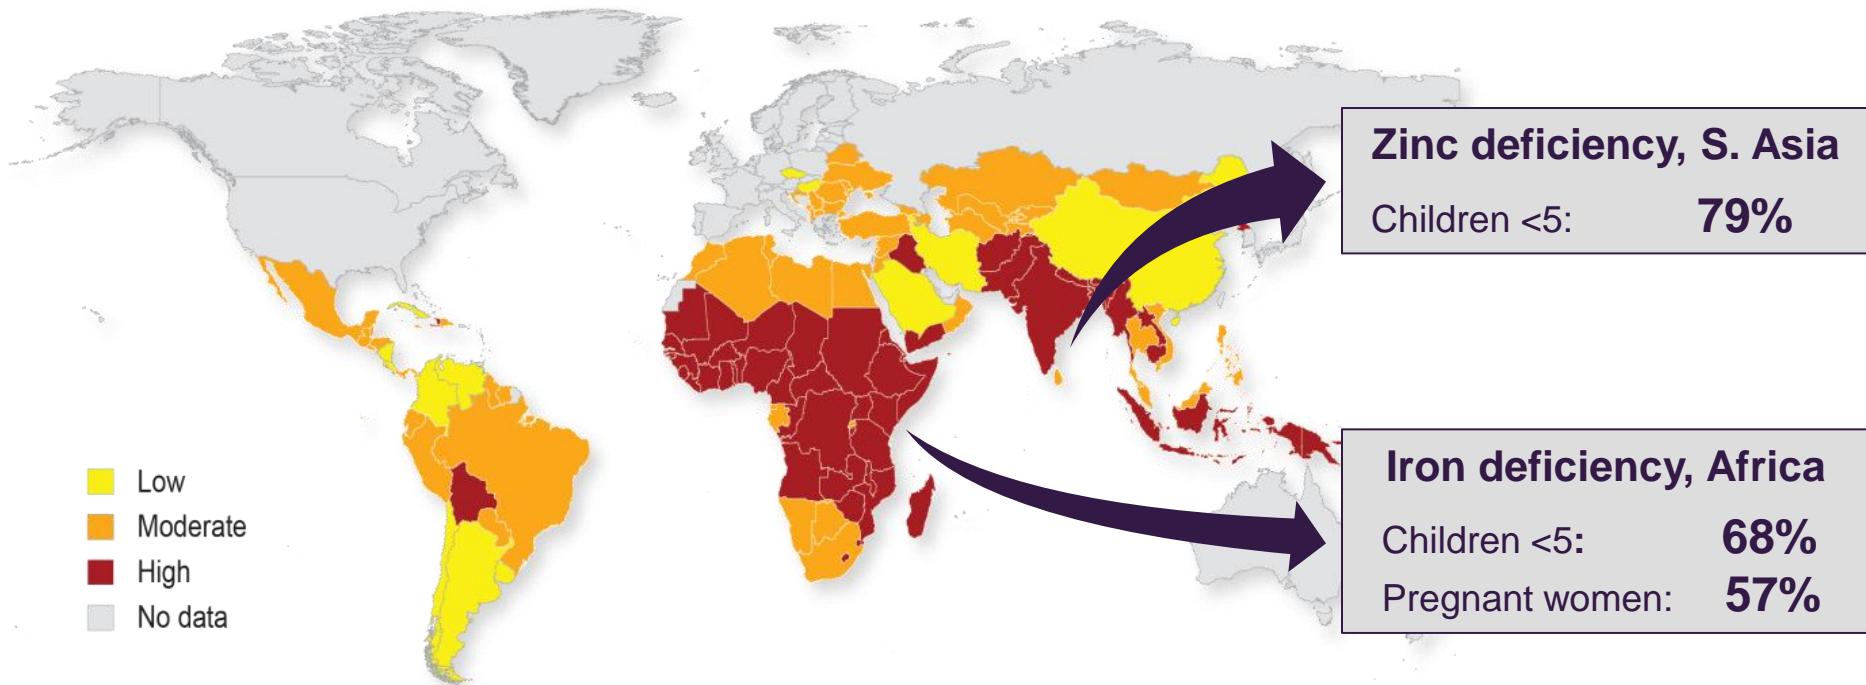 Zinc deficiency, S. Asia
Children <5: 79%
Iron deficiency, Africa
Children <5: 68%
Pregnant women: 57%
Low
Moderate
High
No data